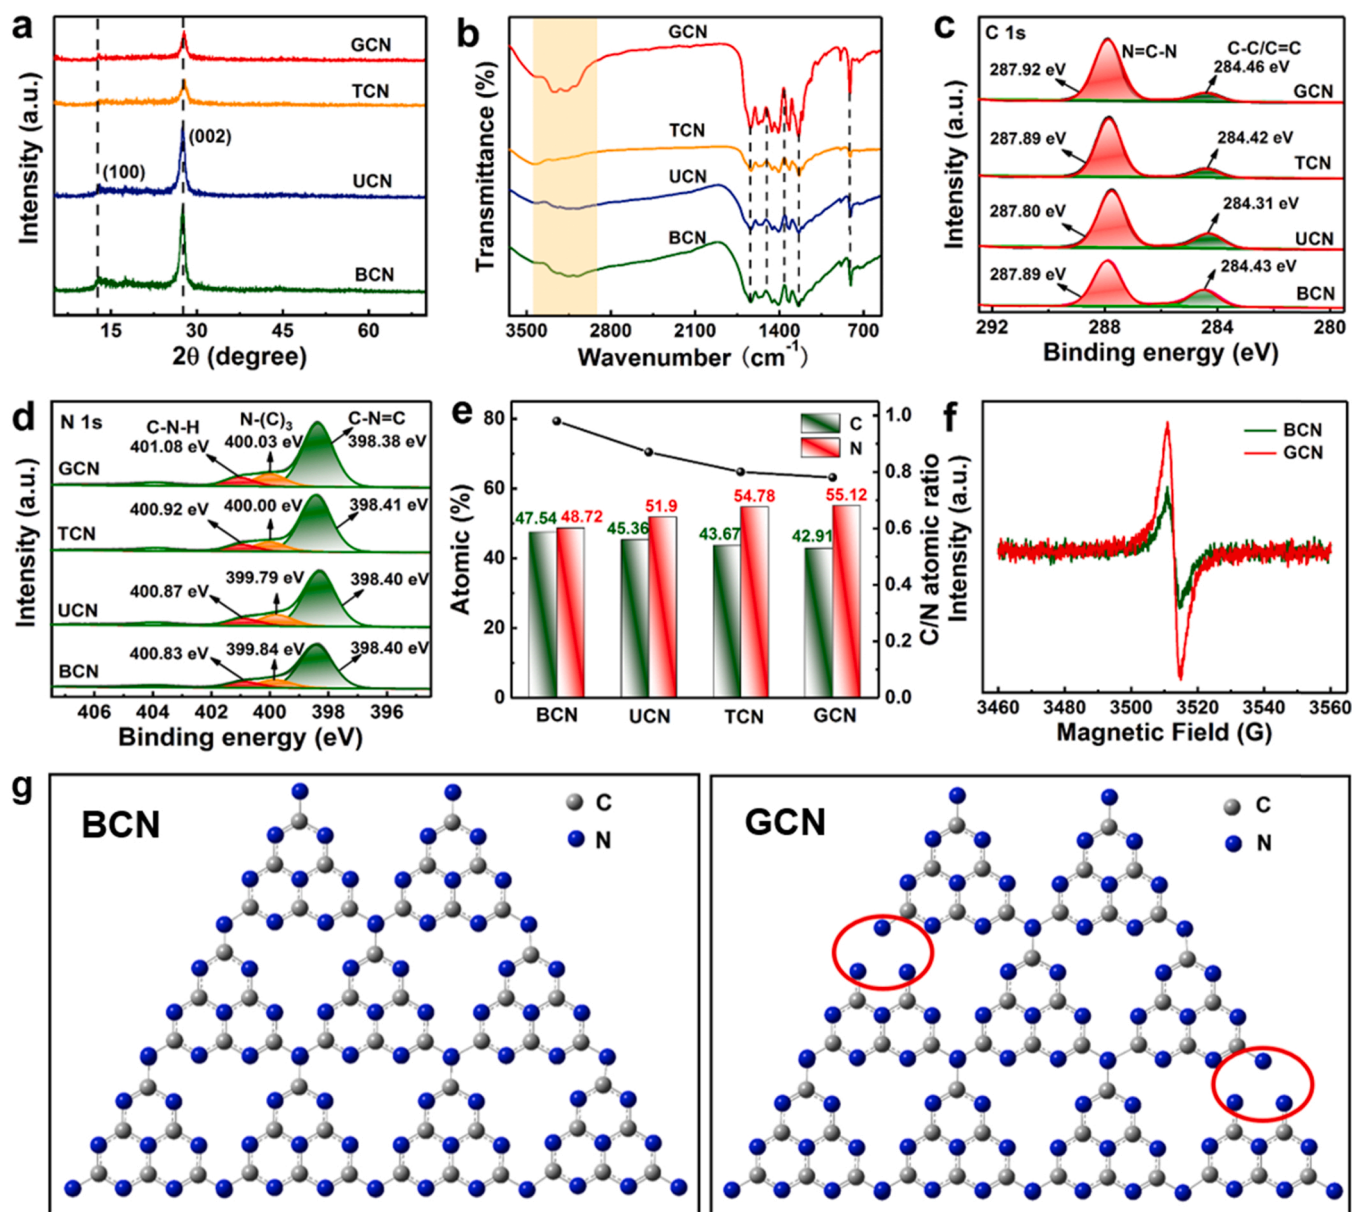 a
GCN
TCN
(002)
(100)
UCN
BCN
Intensity (a.u.)
15 30 45 60
2θ (degree)
b
GCN
TCN
UCN
BCN
Transmittance (%)
3500 2800 2100 1400 700
Wavenumber (cm-1)
c
C 1s
N=C-N
C-C/C=C
287.92 eV
284.46 eV
GCN
287.89 eV
284.42 eV
TCN
287.80 eV
284.31 eV
UCN
287.89 eV
284.43 eV
BCN
Intensity (a.u.)
292 288 284 280
Binding energy (eV)
d
N 1s
C-N-H
N-(C)3
C-N=C
401.08 eV
400.03 eV
398.38 eV
GCN
400.92 eV
400.00 eV
398.41 eV
TCN
400.87 eV
399.79 eV
398.40 eV
UCN
400.83 eV
399.84 eV
398.40 eV
BCN
Intensity (a.u.)
406 404 402 400 398 396
Binding energy (eV)
e
C
N
80
60
40
20
0
Atomic (%)
47.54 48.72
45.36 51.9
43.67 54.78
42.91 55.12
BCN UCN TCN GCN
1.0
0.8
0.6
0.4
0.2
0.0
C/N atomic ratio
f
BCN
GCN
Intensity (a.u.)
3460 3480 3500 3520 3540 3560
Magnetic Field (G)
g
BCN
C
N
GCN
C
N